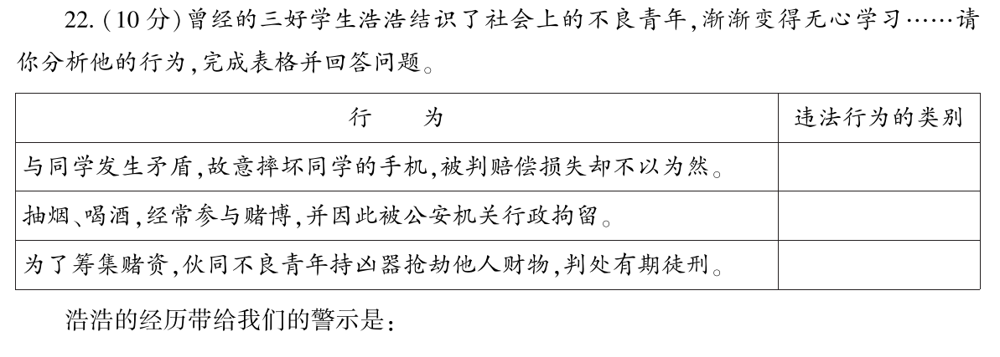 22. (10 分)曾经的三好学生浩浩结识了社会上的不良青年,渐渐变得无心学习……请
你分析他的行为,完成表格并回答问题。
行 为 违法行为的类别
与同学发生矛盾,故意摔坏同学的手机,被判赔偿损失却不以为然。
抽烟、喝酒,经常参与赌博,并因此被公安机关行政拘留。
为了筹集赌资,伙同不良青年持凶器抢劫他人财物,判处有期徒刑。
浩浩的经历带给我们的警示是: